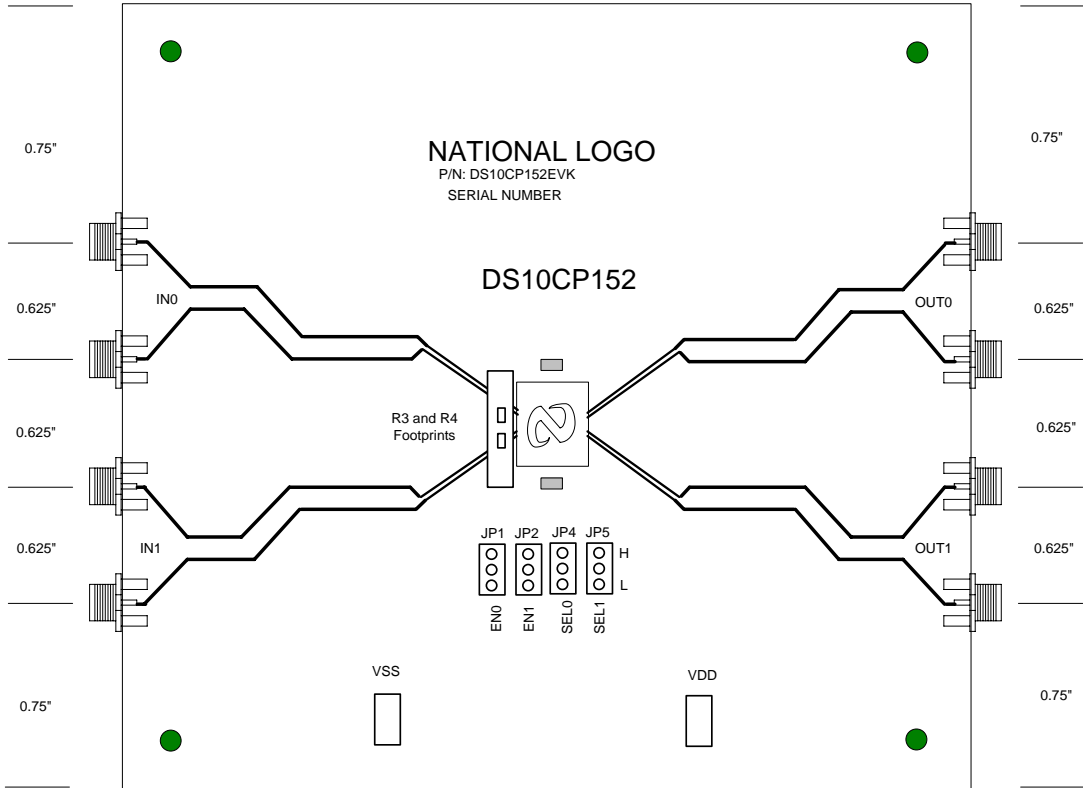 0.75"
0.75"
NATIONAL LOGO
P/N: DS10CP152EVK
SERIAL NUMBER
DS10CP152
IN0
OUT0
0.625"
0.625"
R3 and R4
Footprints
0.625"
0.625"
JP1 JP2 JP4 JP5
H
L
IN1
OUT1
0.625"
0.625"
EN0
EN1
SEL0
SEL1
VSS
VDD
0.75"
0.75"